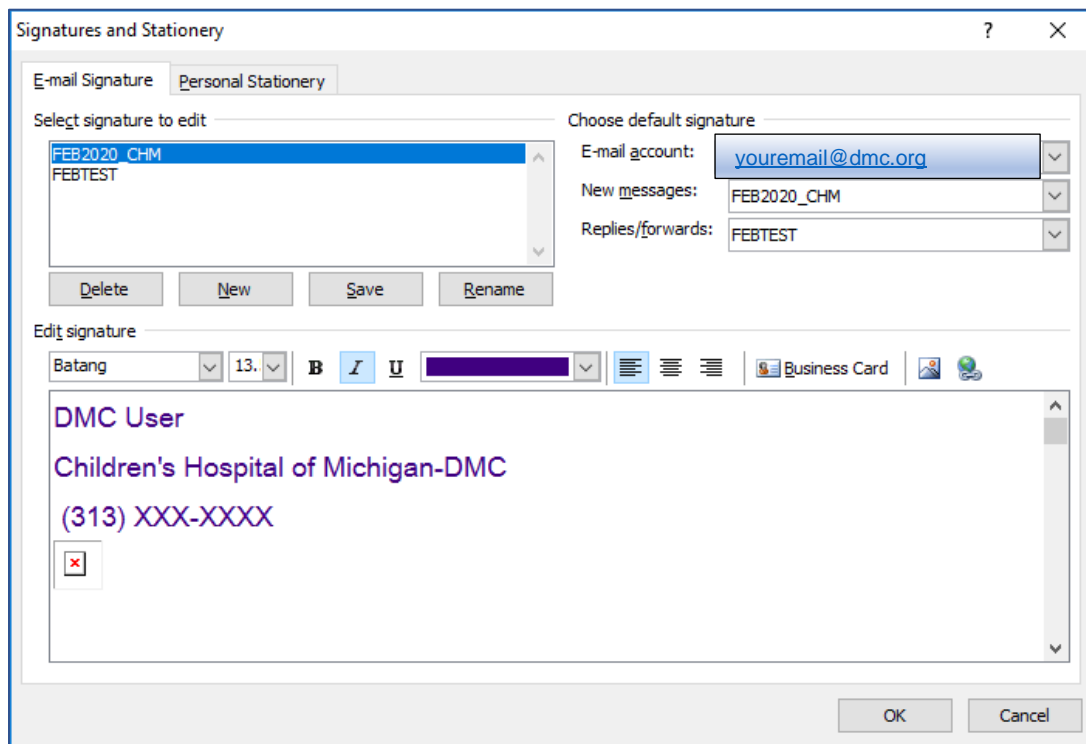 Signatures and Stationery ?
E-mail Signature Personal Stationery
Select signature to edit
FEB2020_CHM
FEBTEST
Delete New Save Rename
Choose default signature
E-mail account: youremail@dmc.org
New messages: FEB2020_CHM
Replies/forwards: FEBTEST
Edit signature
Batang 13. B I U Business Card
DMC User
Children's Hospital of Michigan-DMC
(313) XXX-XXXX
OK Cancel